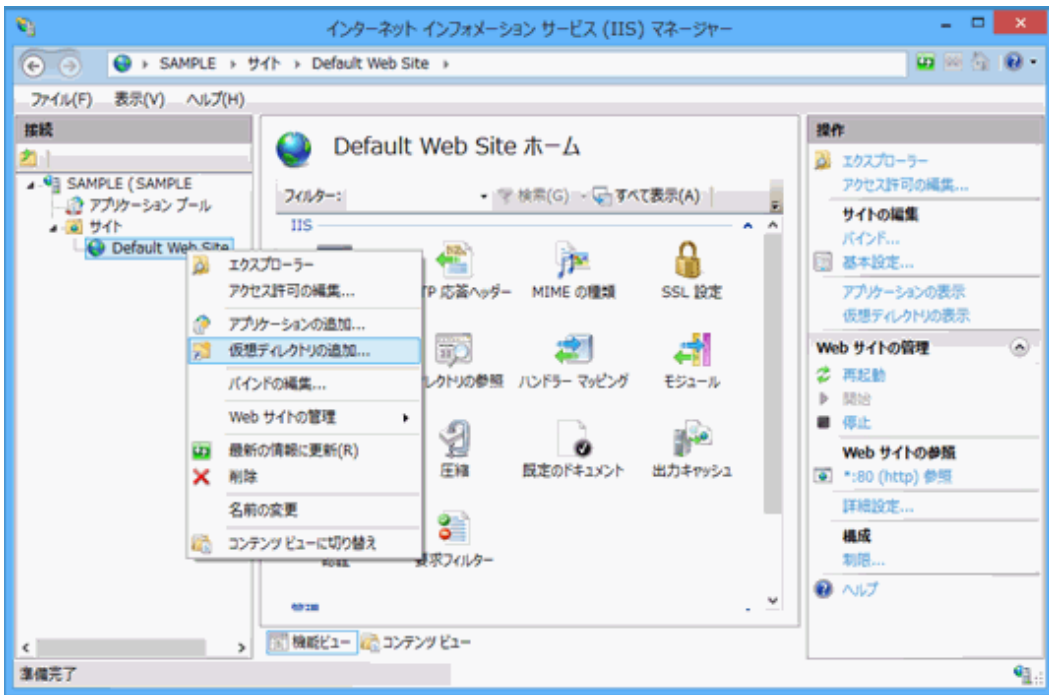 インターネット インフォメーション サービス (IIS) マネージャー
SAMPLE サイト Default Web Site
ファイル(F) 表示(V) ヘルプ(H)
接続
SAMPLE (SAMPLE
アプリケーション プール
サイト
Default Web Site
エクスプローラー
アクセス許可の編集...
アプリケーションの追加...
仮想ディレクトリの追加...
バインドの編集...
Web サイトの管理
最新の情報に更新(R)
削除
名前の変更
コンテンツ ビューに切り替え
Default Web Site ホーム
フィルター: 検索(G) すべて表示(A)
IIS
TP 応答ヘッダー MIME の種類 SSL 設定
レクトリの参照 ハンドラー マッピング モジュール
圧縮 既定のドキュメント 出力キャッシュ
要求フィルター
機能ビュー コンテンツ ビュー
操作
エクスプローラー
アクセス許可の編集...
サイトの編集
バインド...
基本設定...
アプリケーションの表示
仮想ディレクトリの表示
Web サイトの管理
再起動
開始
停止
Web サイトの参照
*:80 (http) 参照
詳細設定...
構成
制限...
ヘルプ
準備完了